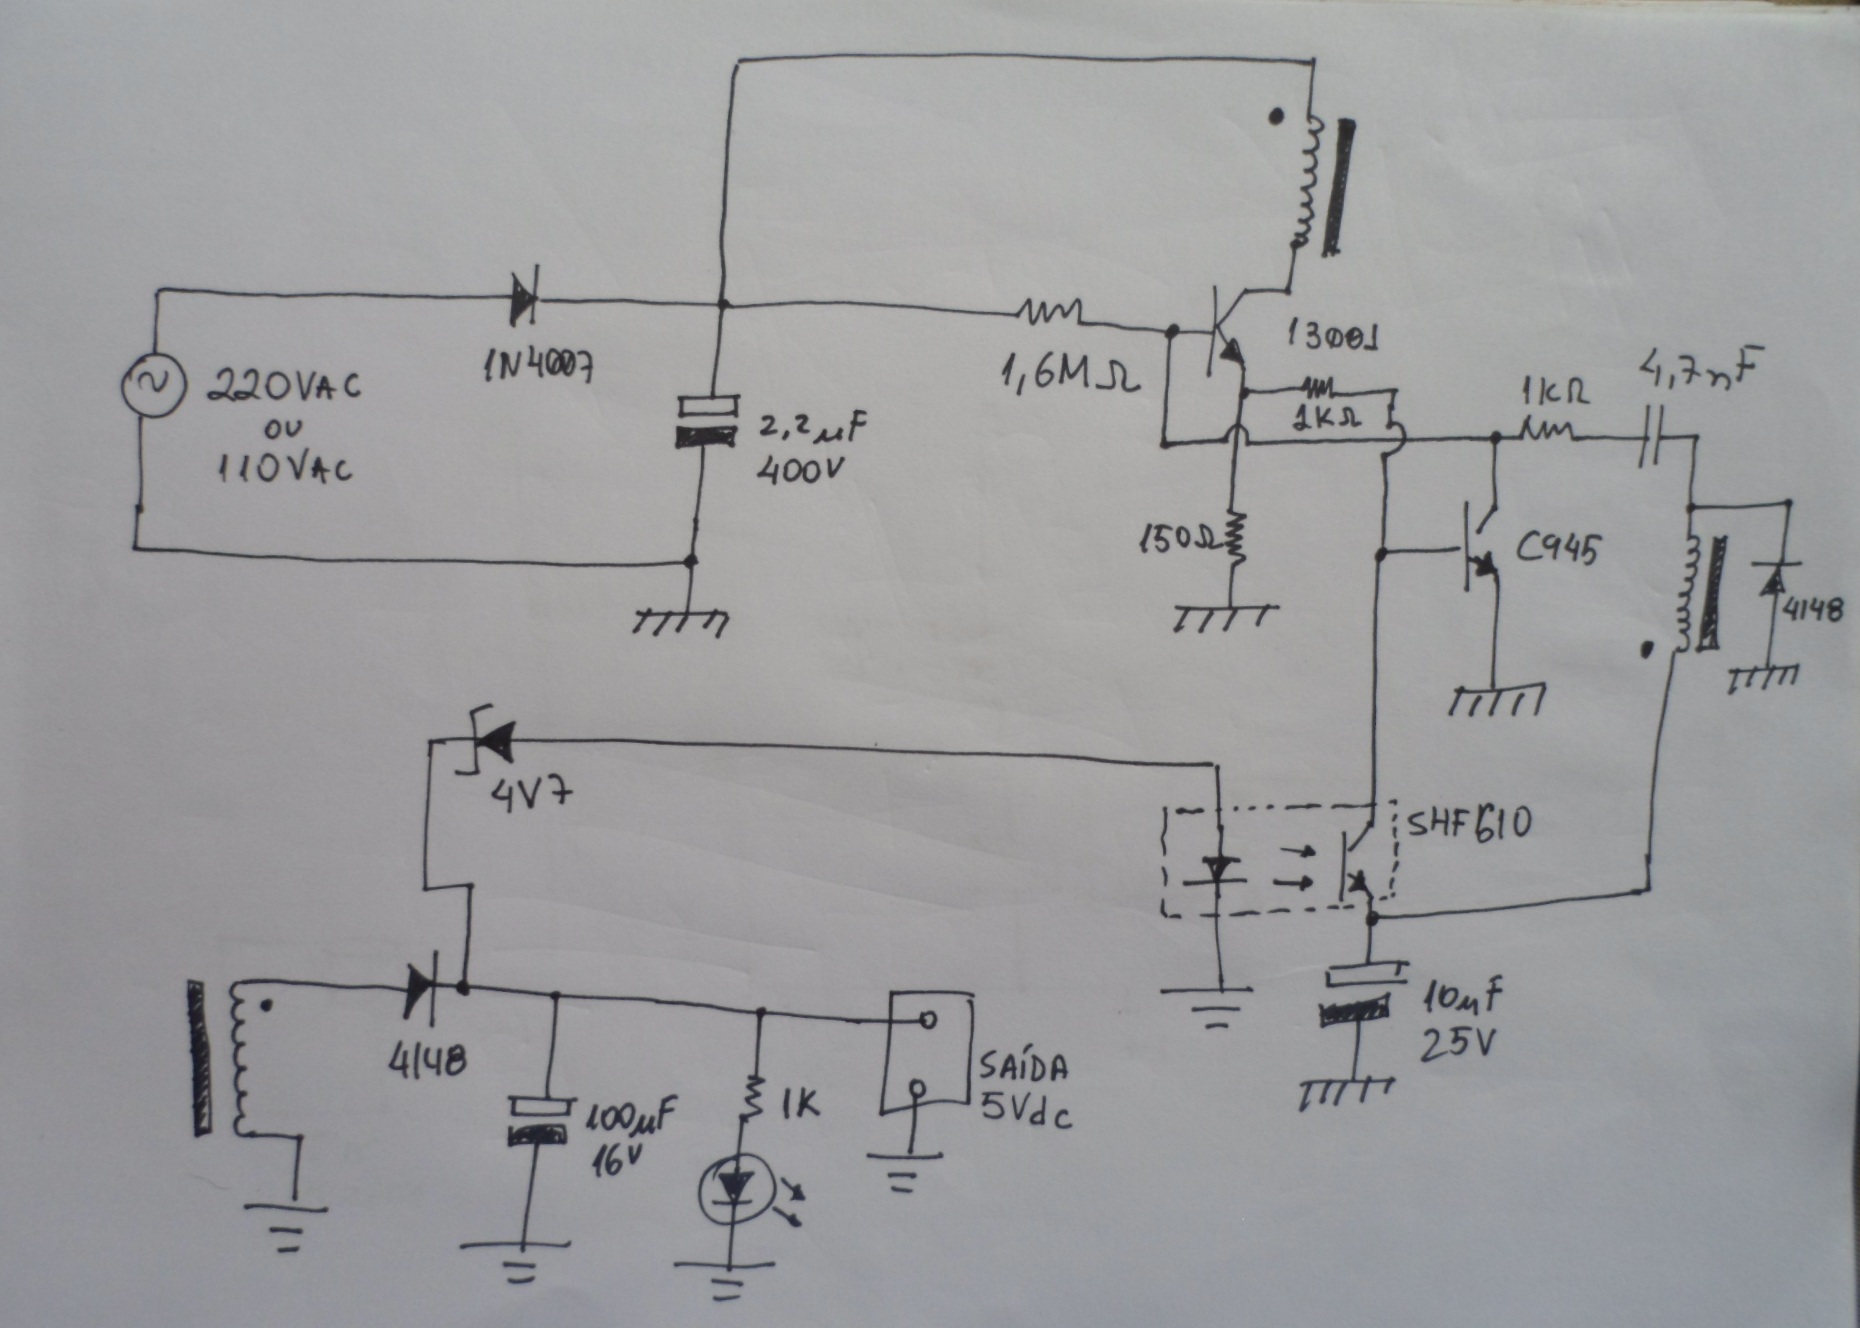 1N4007
220VAC
OU
110VAC
2,2µF
400V
1,6MΩ
13001
1KΩ
1KΩ
4,7nF
150Ω
C945
4148
4V7
SHF610
10µF
25V
4148
100µF
16V
1K
SAÍDA
5Vdc